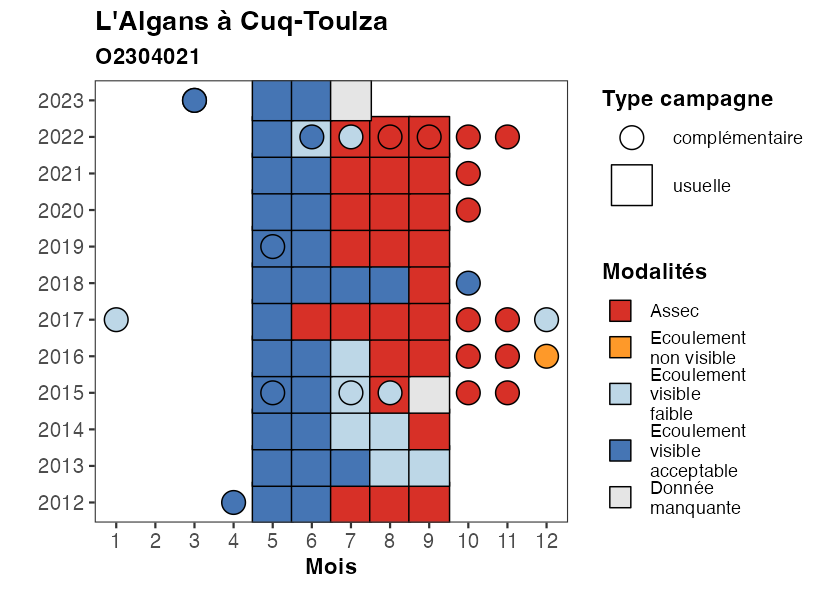 L'Algans à Cuq-Toulza
O2304021
2023
2022
2021
2020
2019
2018
2017
2016
2015
2014
2013
2012
1 2 3 4 5 6 7 8 9 10 11 12
Mois
Type campagne
complémentaire
usuelle
Modalités
Assec
Ecoulement
non visible
Ecoulement
visible
faible
Ecoulement
visible
acceptable
Donnée
manquante